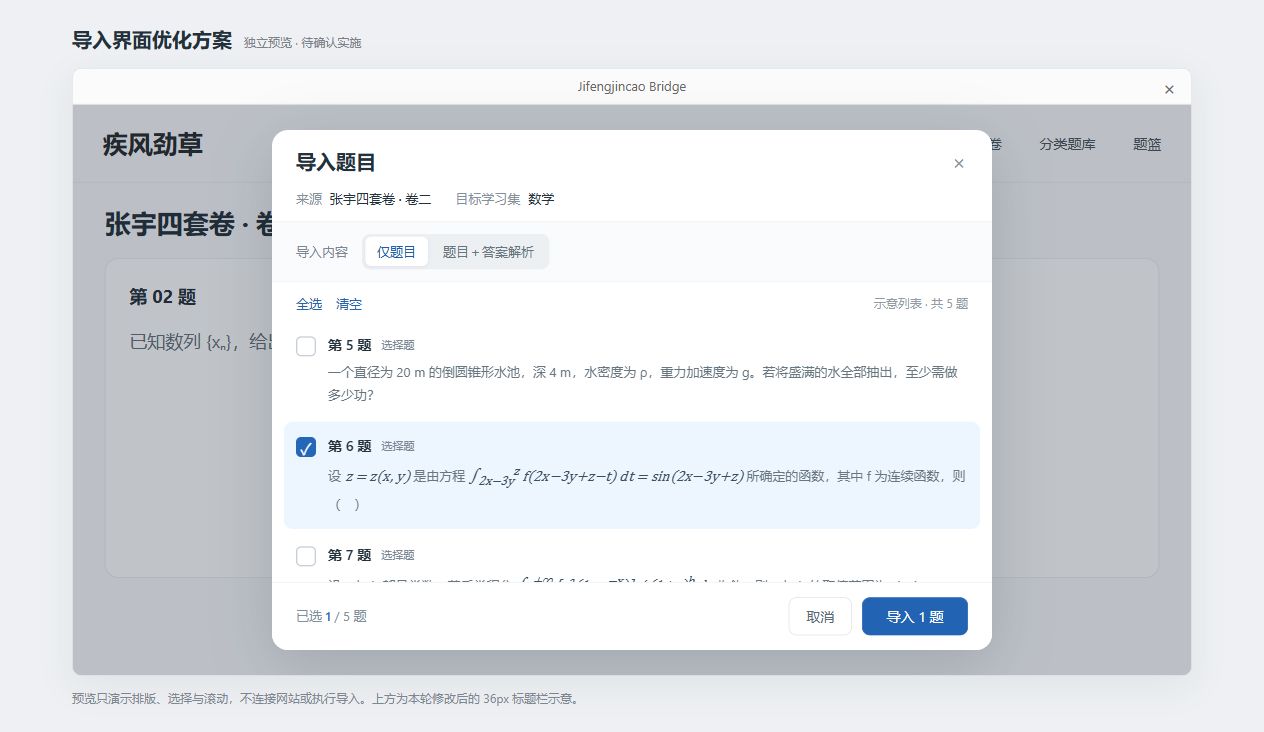 导入界面优化方案 独立预览 · 待确认实施
Jifengjincao Bridge ×
疾风劲草 卷 分类题库 题篮
导入题目 ×
来源 张宇四套卷 · 卷二 目标学习集 数学
张宇四套卷 · 卷
导入内容 仅题目 题目 + 答案解析
第 02 题
全选 清空 示意列表 · 共 5 题
已知数列 {xₙ}，给
第 5 题 选择题
一个直径为 20 m 的倒圆锥形水池，深 4 m，水密度为 ρ，重力加速度为 g。若将盛满的水全部抽出，至少需做
多少功？
第 6 题 选择题
设 z = z(x, y) 是由方程 ∫_{2x−3y}^{z} f(2x−3y+z−t) dt = sin(2x−3y+z) 所确定的函数，其中 f 为连续函数，则
（ ）
第 7 题 选择题
已选 1 / 5 题 取消 导入 1 题
预览只演示排版、选择与滚动，不连接网站或执行导入。上方为本轮修改后的 36px 标题栏示意。